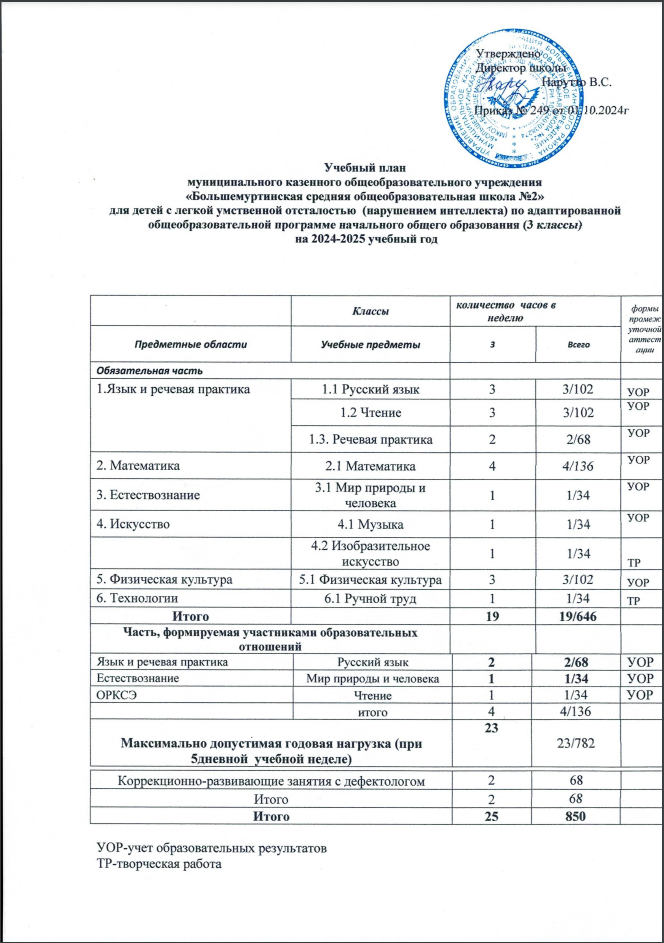 Утверждено
Директор школы
Нарутто В.С.
Приказ № 249 от 01.10.2024г
Учебный план
муниципального казенного общеобразовательного учреждения
«Большемуртинская средняя общеобразовательная школа №2»
для детей с легкой умственной отсталостью (нарушением интеллекта) по адаптированной
общеобразовательной программе начального общего образования (3 классы)
на 2024-2025 учебный год
Классы количество часов в неделю формы промеж уточной аттест ации
Предметные области Учебные предметы 3 Всего
Обязательная часть
1.Язык и речевая практика 1.1 Русский язык 3 3/102 УОР
1.2 Чтение 3 3/102 УОР
1.3. Речевая практика 2 2/68 УОР
2. Математика 2.1 Математика 4 4/136 УОР
3. Естествознание 3.1 Мир природы и человека 1 1/34 УОР
4. Искусство 4.1 Музыка 1 1/34 УОР
4.2 Изобразительное искусство 1 1/34 ТР
5. Физическая культура 5.1 Физическая культура 3 3/102 УОР
6. Технологии 6.1 Ручной труд 1 1/34 ТР
Итого 19 19/646
Часть, формируемая участниками образовательных
отношений
Язык и речевая практика Русский язык 2 2/68 УОР
Естествознание Мир природы и человека 1 1/34 УОР
ОРКСЭ Чтение 1 1/34 УОР
итого 4 4/136
Максимально допустимая годовая нагрузка (при 5дневной учебной неделе) 23 23/782
Коррекционно-развивающие занятия с дефектологом 2 68
Итого 2 68
Итого 25 850
УОР-учет образовательных результатов
ТР-творческая работа